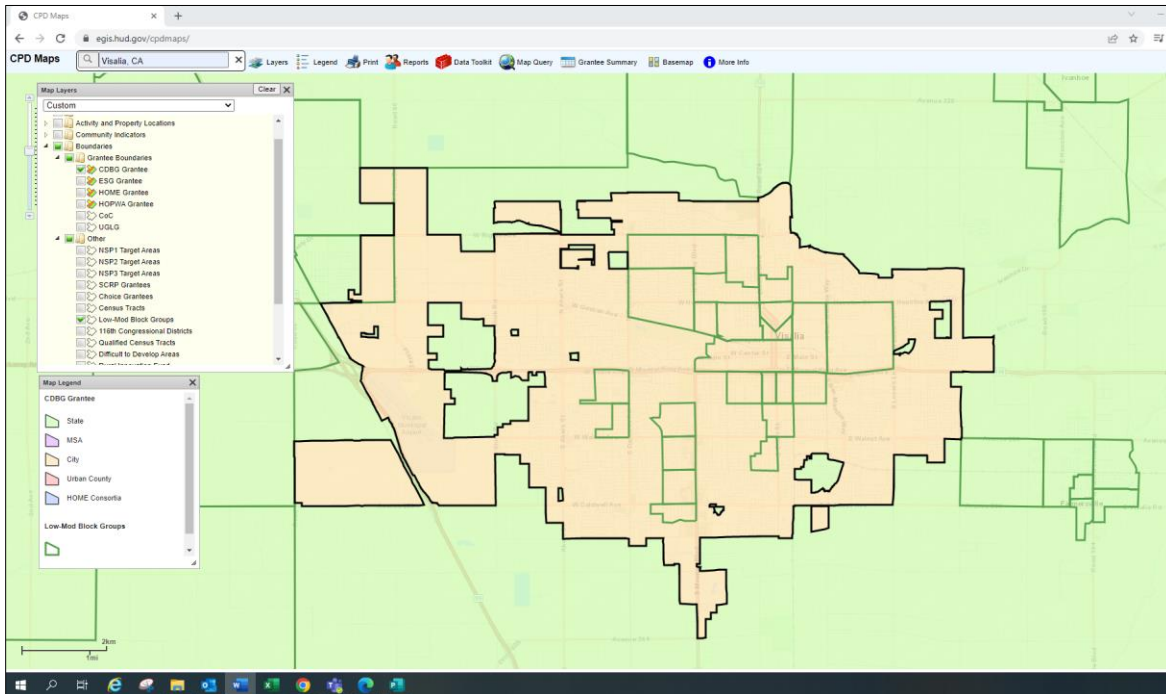 CPD Maps
egis.hud.gov/cpdmaps/
CPD Maps
Visalia, CA
Layers
Legend
Print
Reports
Data Toolkit
Map Query
Grantee Summary
Basemap
More Info
Map Layers
Clear
Custom
Activity and Property Locations
Community Indicators
Boundaries
Grantee Boundaries
CDBG Grantee
ESG Grantee
HOME Grantee
HOPWA Grantee
CoC
UGLG
Other
NSP1 Target Areas
NSP2 Target Areas
NSP3 Target Areas
SCRP Grantees
Choice Grantees
Census Tracts
Low-Mod Block Groups
116th Congressional Districts
Qualified Census Tracts
Difficult to Develop Areas
Map Legend
CDBG Grantee
State
MSA
City
Urban County
HOME Consortia
Low-Mod Block Groups
Ivanhoe
Visalia
2km
1mi